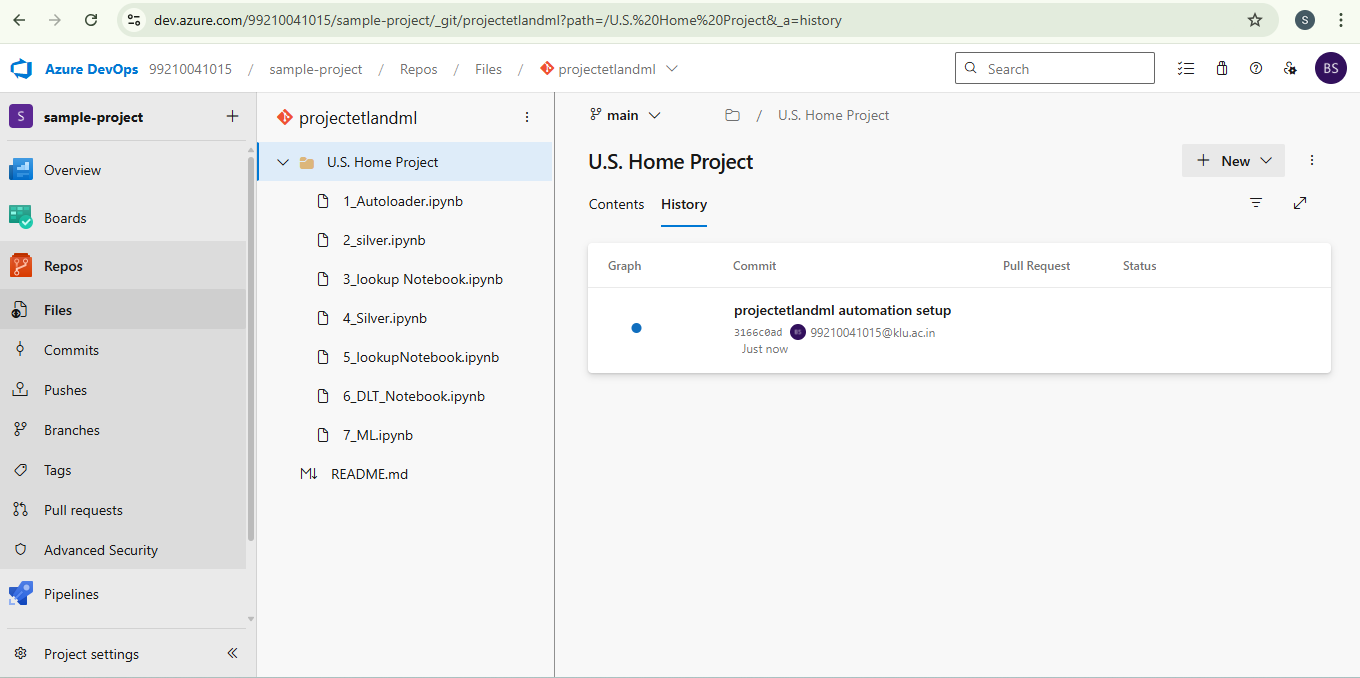 dev.azure.com/99210041015/sample-project/_git/projectetlandml?path=/U.S.%20Home%20Project&_a=history
S
Azure DevOps 99210041015 / sample-project / Repos / Files / projectetlandml
Search
BS
S sample-project
Overview
Boards
Repos
Files
Commits
Pushes
Branches
Tags
Pull requests
Advanced Security
Pipelines
Project settings
projectetlandml
U.S. Home Project
1_Autoloader.ipynb
2_silver.ipynb
3_lookup Notebook.ipynb
4_Silver.ipynb
5_lookupNotebook.ipynb
6_DLT_Notebook.ipynb
7_ML.ipynb
M↓ README.md
main / U.S. Home Project
U.S. Home Project
New
Contents History
Graph Commit Pull Request Status
projectetlandml automation setup
3166c0ad BS 99210041015@klu.ac.in
Just now